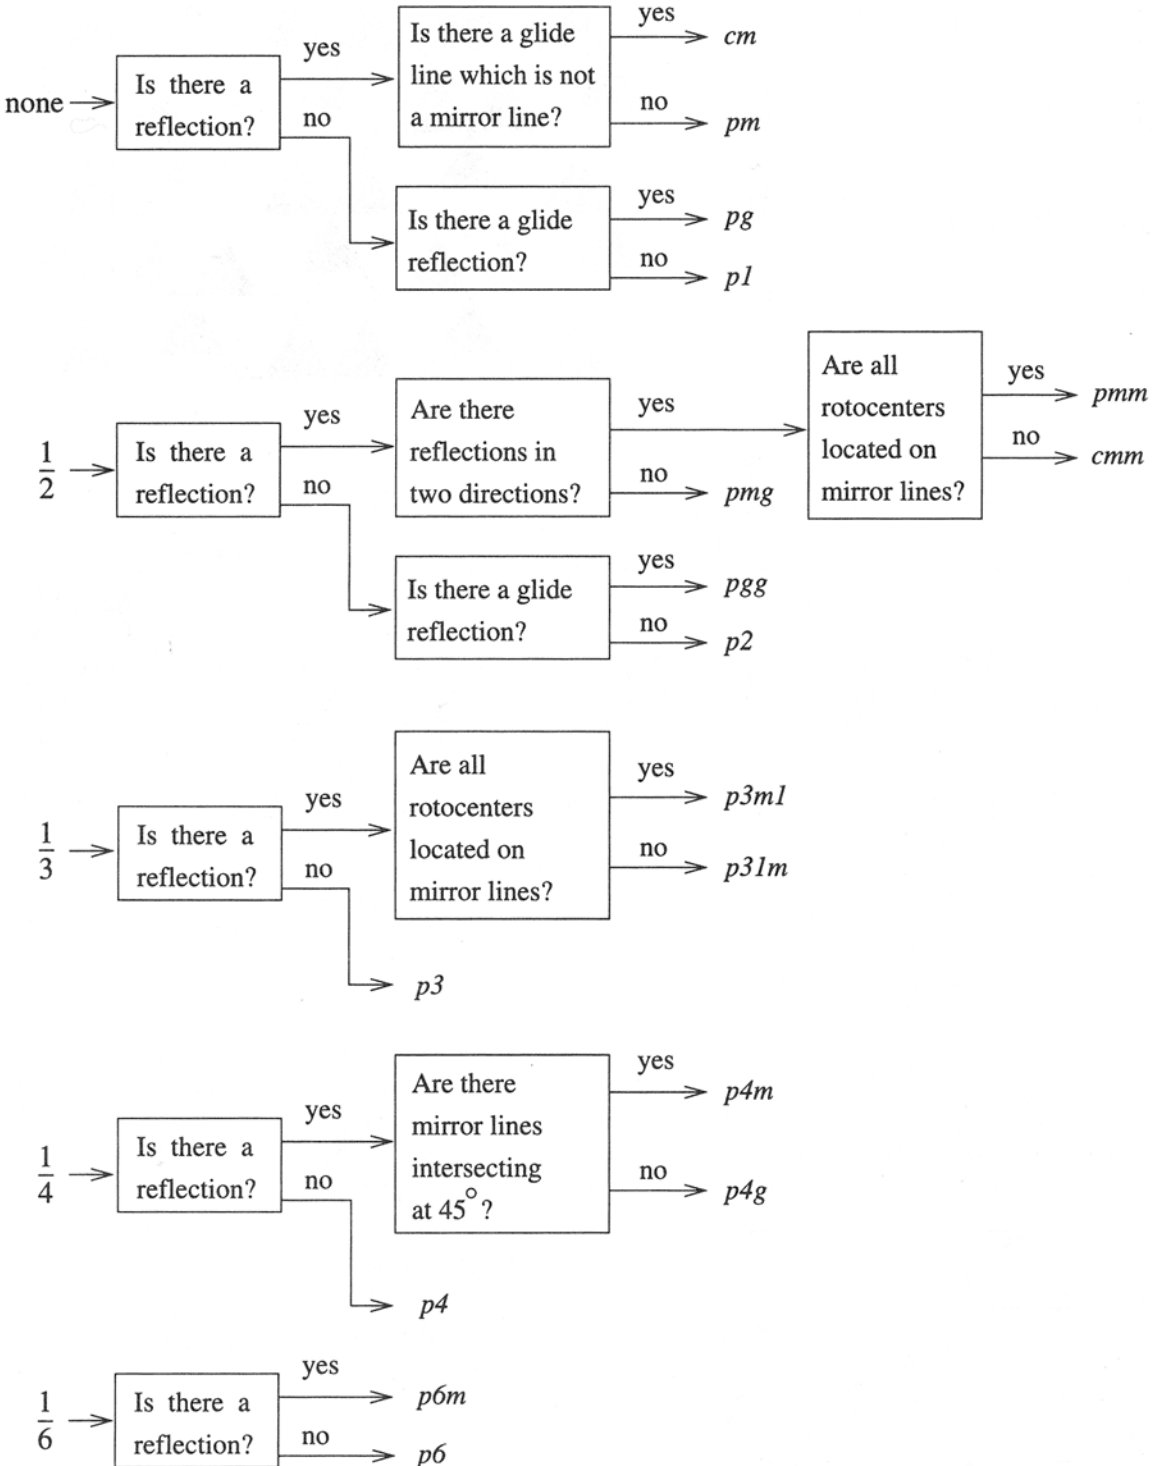 none
Is there a
reflection?
yes
no
Is there a glide
line which is not
a mirror line?
yes
cm
no
pm
Is there a glide
reflection?
yes
pg
no
p1
1
2
Is there a
reflection?
yes
no
Are there
reflections in
two directions?
yes
no
pmg
Are all
rotocenters
located on
mirror lines?
yes
pmm
no
cmm
Is there a glide
reflection?
yes
pgg
no
p2
1
3
Is there a
reflection?
yes
no
Are all
rotocenters
located on
mirror lines?
yes
p3m1
no
p31m
p3
1
4
Is there a
reflection?
yes
no
Are there
mirror lines
intersecting
at 45°?
yes
p4m
no
p4g
p4
1
6
Is there a
reflection?
yes
p6m
no
p6